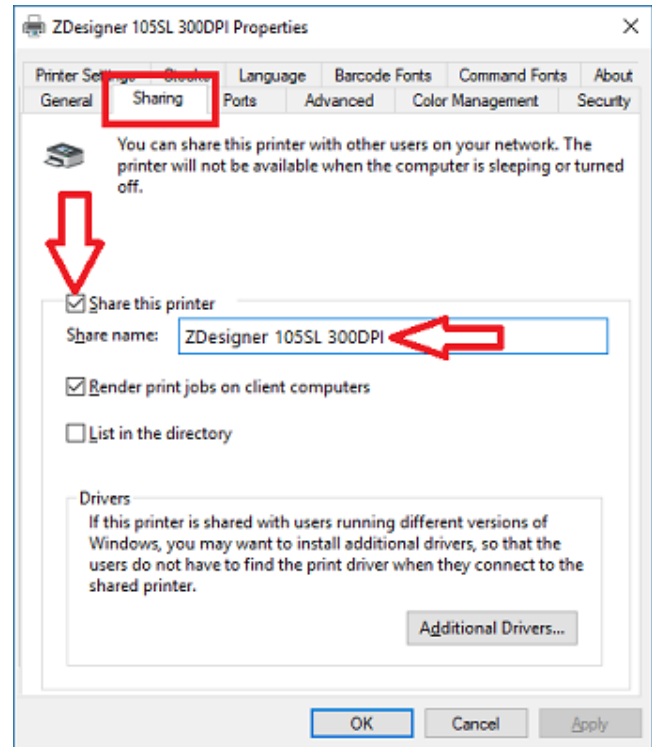 ZDesigner 105SL 300DPI Properties
Printer Settings Stocks Language Barcode Fonts Command Fonts About
General Sharing Ports Advanced Color Management Security
You can share this printer with other users on your network. The
printer will not be available when the computer is sleeping or turned
off.
Share this printer
Share name: ZDesigner 105SL 300DPI
Render print jobs on client computers
List in the directory
Drivers
If this printer is shared with users running different versions of
Windows, you may want to install additional drivers, so that the
users do not have to find the print driver when they connect to the
shared printer.
Additional Drivers...
OK Cancel Apply